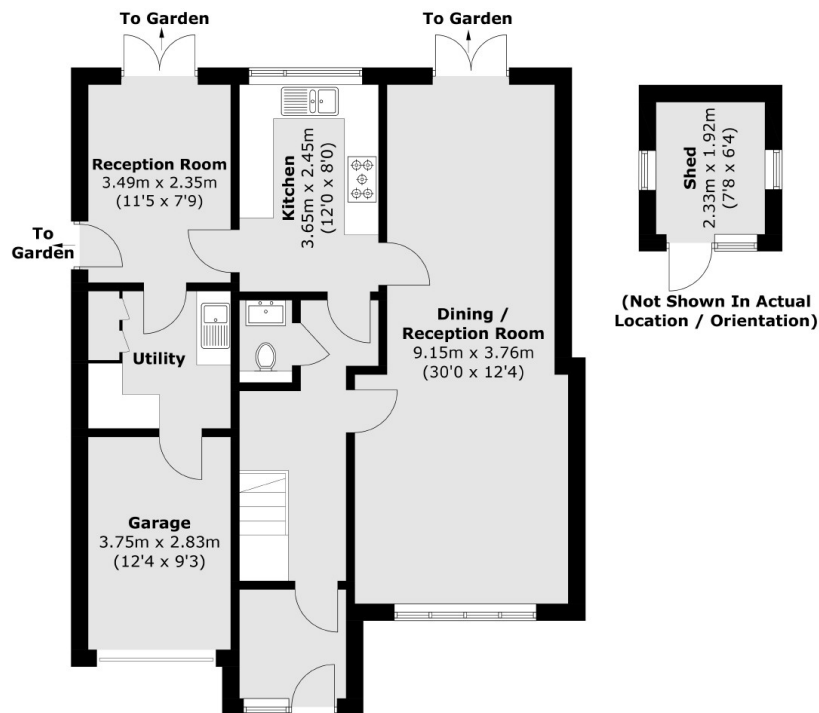 To Garden
To Garden
Reception Room
3.49m x 2.35m
(11'5 x 7'9)
Kitchen
3.65m x 2.45m
(12'0 x 8'0)
Shed
2.33m x 1.92m
(7'8 x 6'4)
To
Garden
(Not Shown In Actual
Location / Orientation)
Dining /
Reception Room
9.15m x 3.76m
(30'0 x 12'4)
Utility
Garage
3.75m x 2.83m
(12'4 x 9'3)